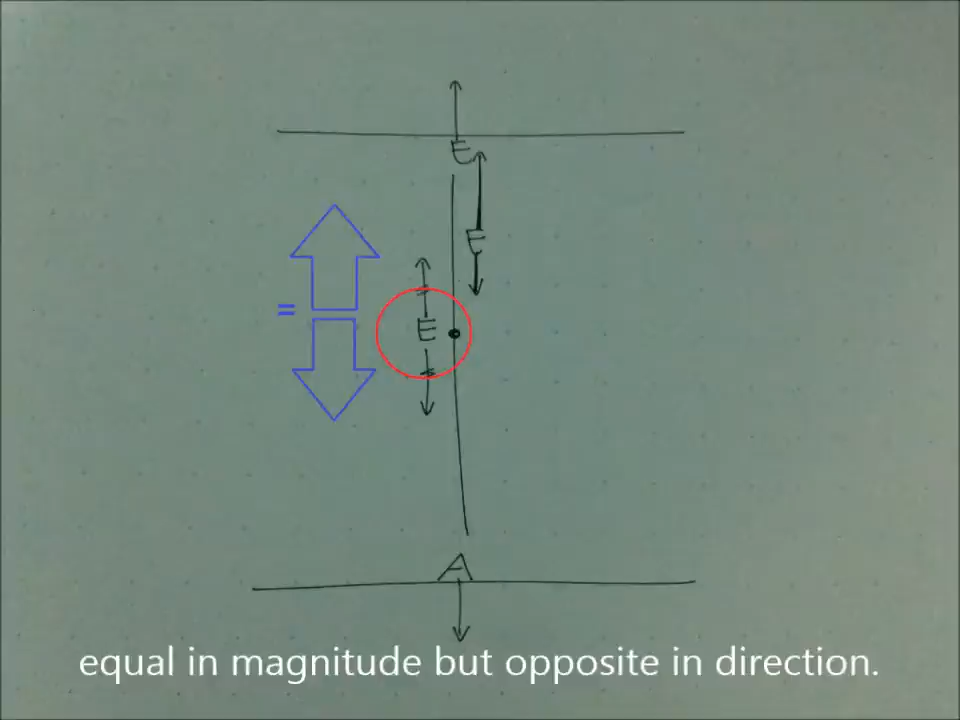 E
E
=
E
A
equal in magnitude but opposite in direction.